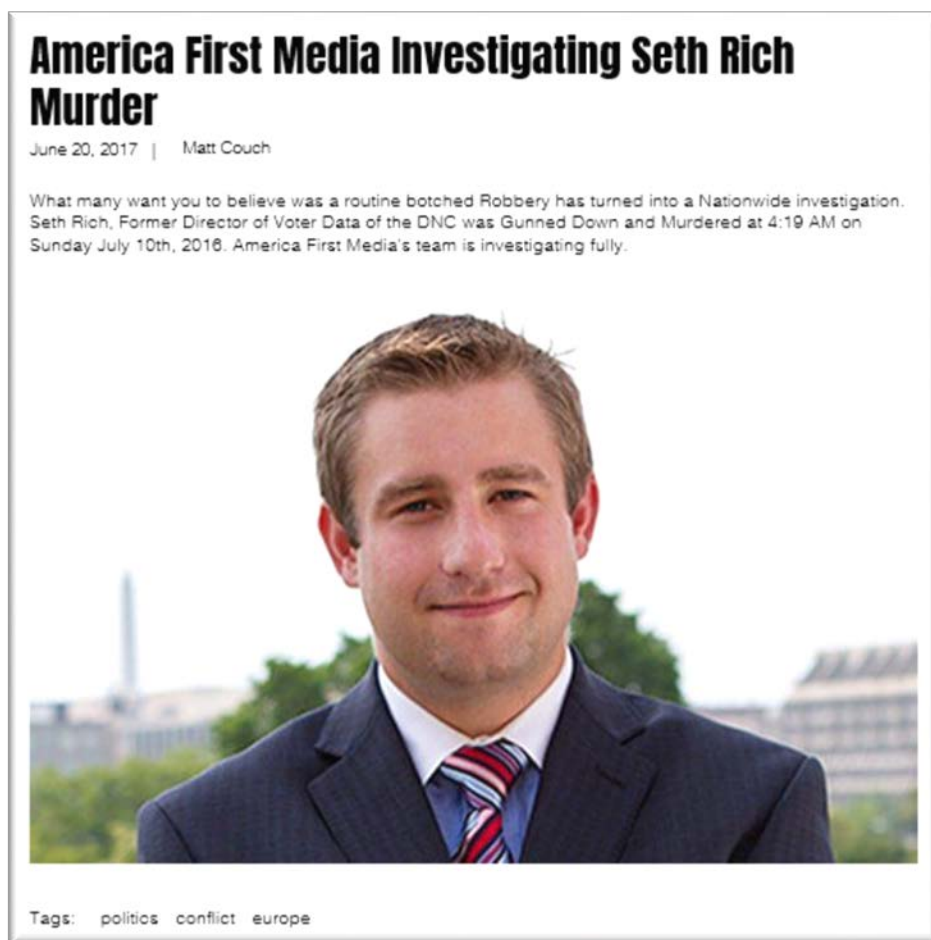 America First Media Investigating Seth Rich
Murder
June 20, 2017 | Matt Couch
What many want you to believe was a routine botched Robbery has turned into a Nationwide investigation.
Seth Rich, Former Director of Voter Data of the DNC was Gunned Down and Murdered at 4:19 AM on
Sunday July 10th, 2016. America First Media's team is investigating fully.
Tags: politics conflict europe